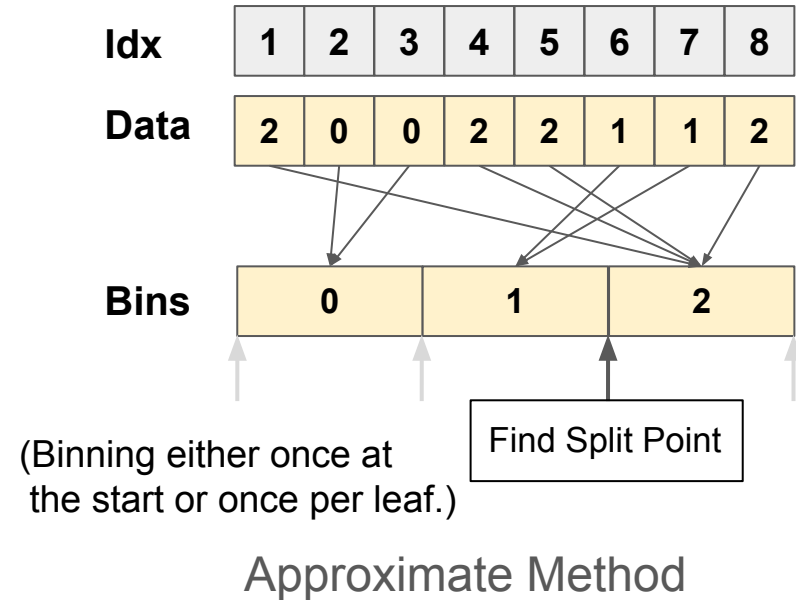 Idx 1 2 3 4 5 6 7 8
Data 2 0 0 2 2 1 1 2
Bins 0 1 2
Find Split Point
(Binning either once at
the start or once per leaf.)
Approximate Method